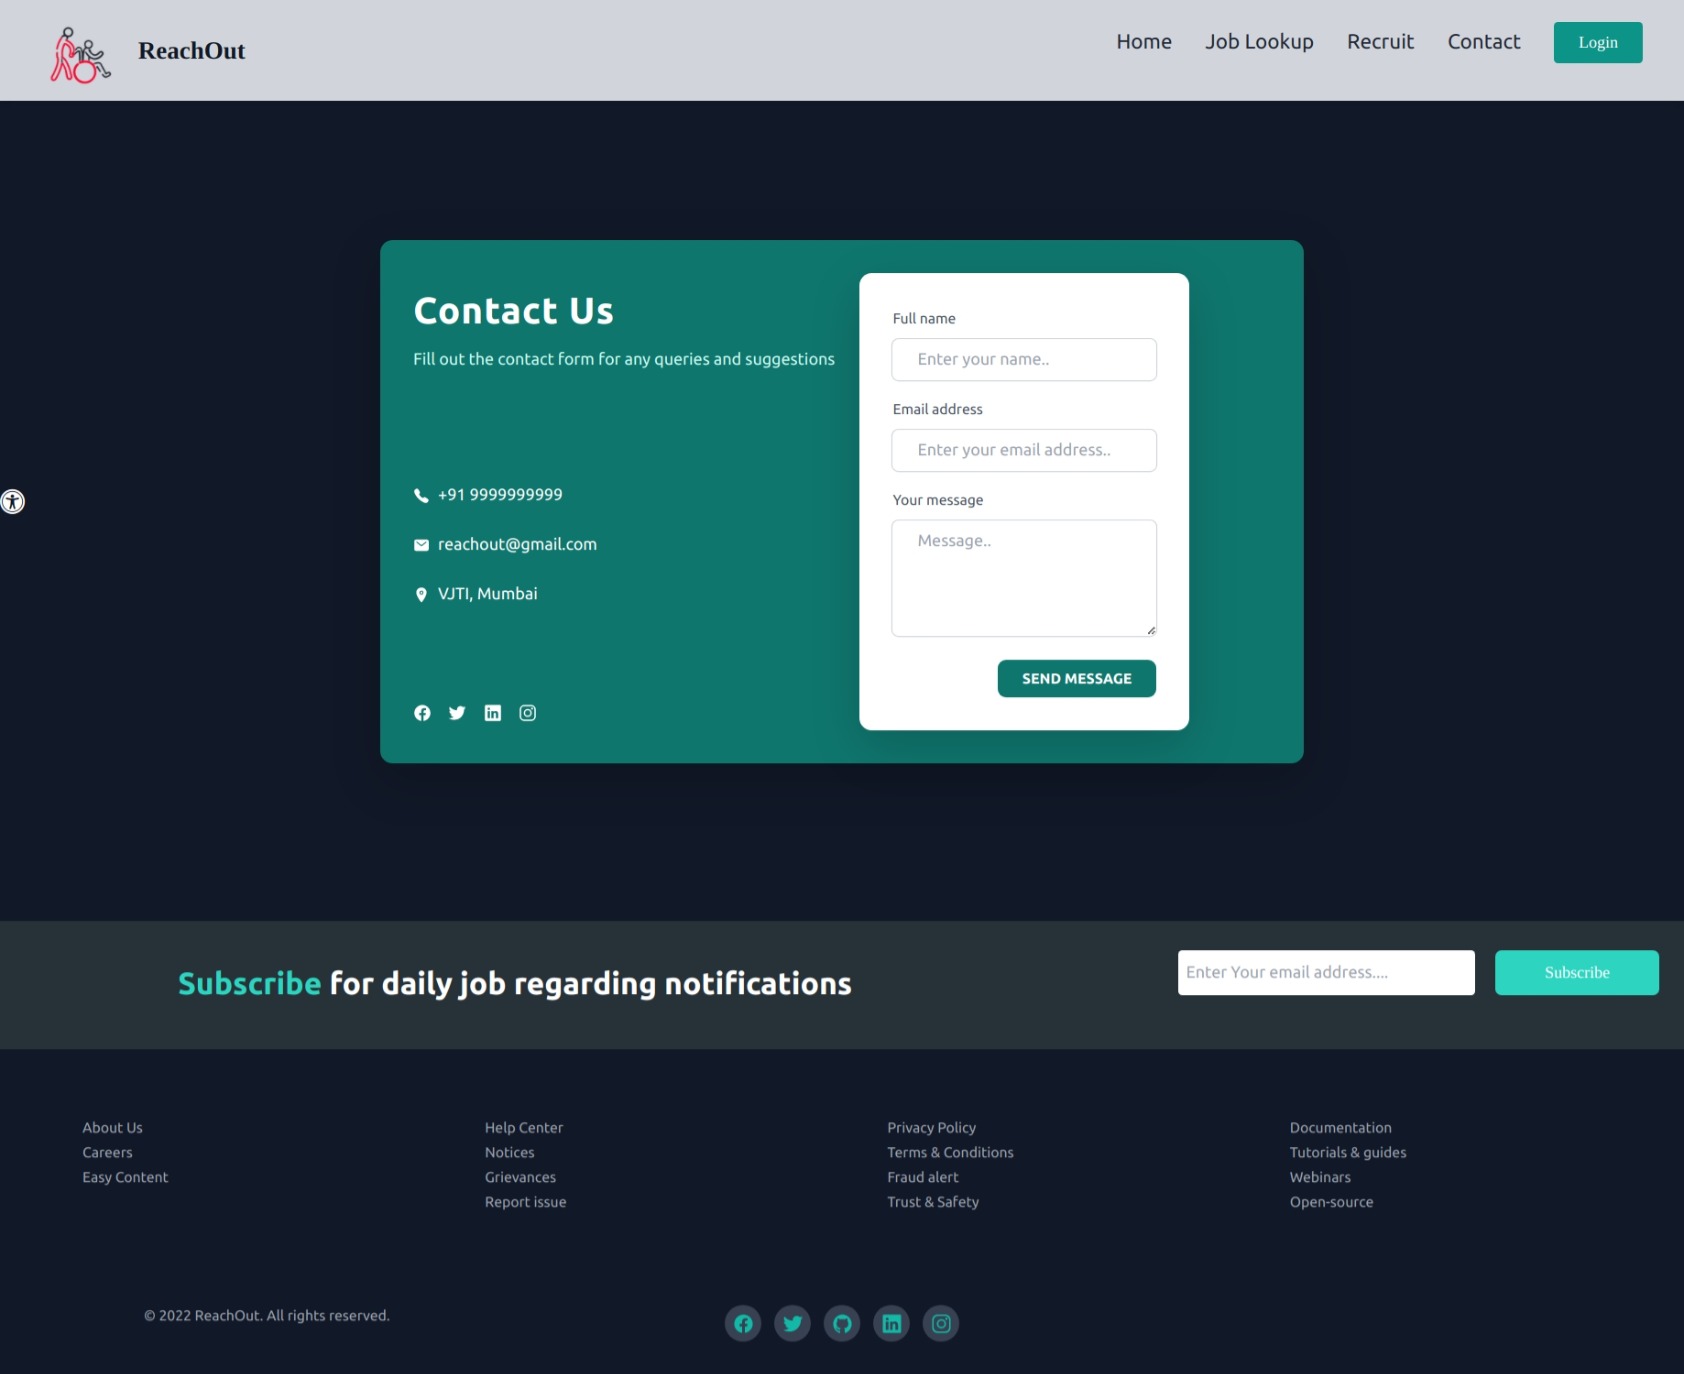 ReachOut
Home
Job Lookup
Recruit
Contact
Login
Contact Us
Fill out the contact form for any queries and suggestions
+91 9999999999
reachout@gmail.com
VJTI, Mumbai
Full name
Enter your name..
Email address
Enter your email address..
Your message
Message..
SEND MESSAGE
Subscribe for daily job regarding notifications
Enter Your email address....
Subscribe
About Us
Careers
Easy Content
Help Center
Notices
Grievances
Report issue
Privacy Policy
Terms & Conditions
Fraud alert
Trust & Safety
Documentation
Tutorials & guides
Webinars
Open-source
© 2022 ReachOut. All rights reserved.